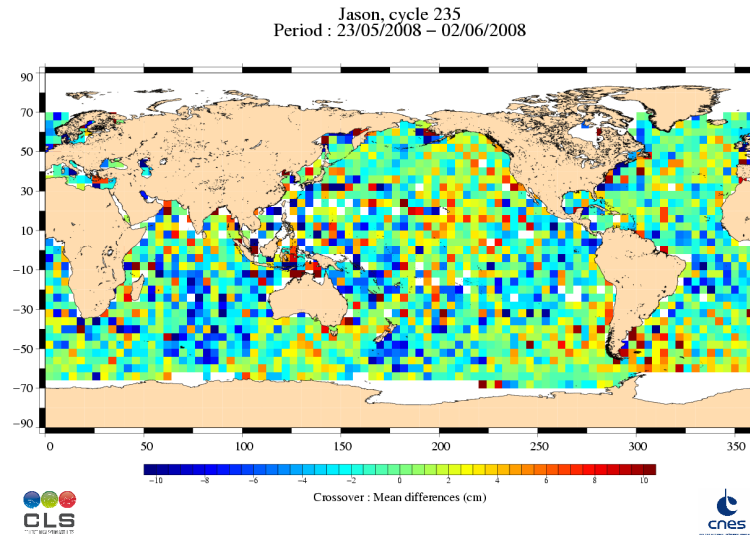 Jason, cycle 235
Period : 23/05/2008 − 02/06/2008
90
70
50
30
10
−10
−30
−50
−70
−90
0 50 100 150 200 250 300 350
−10 −8 −6 −4 −2 0 2 4 6 8 10
Crossover : Mean differences (cm)
CLS
cnes